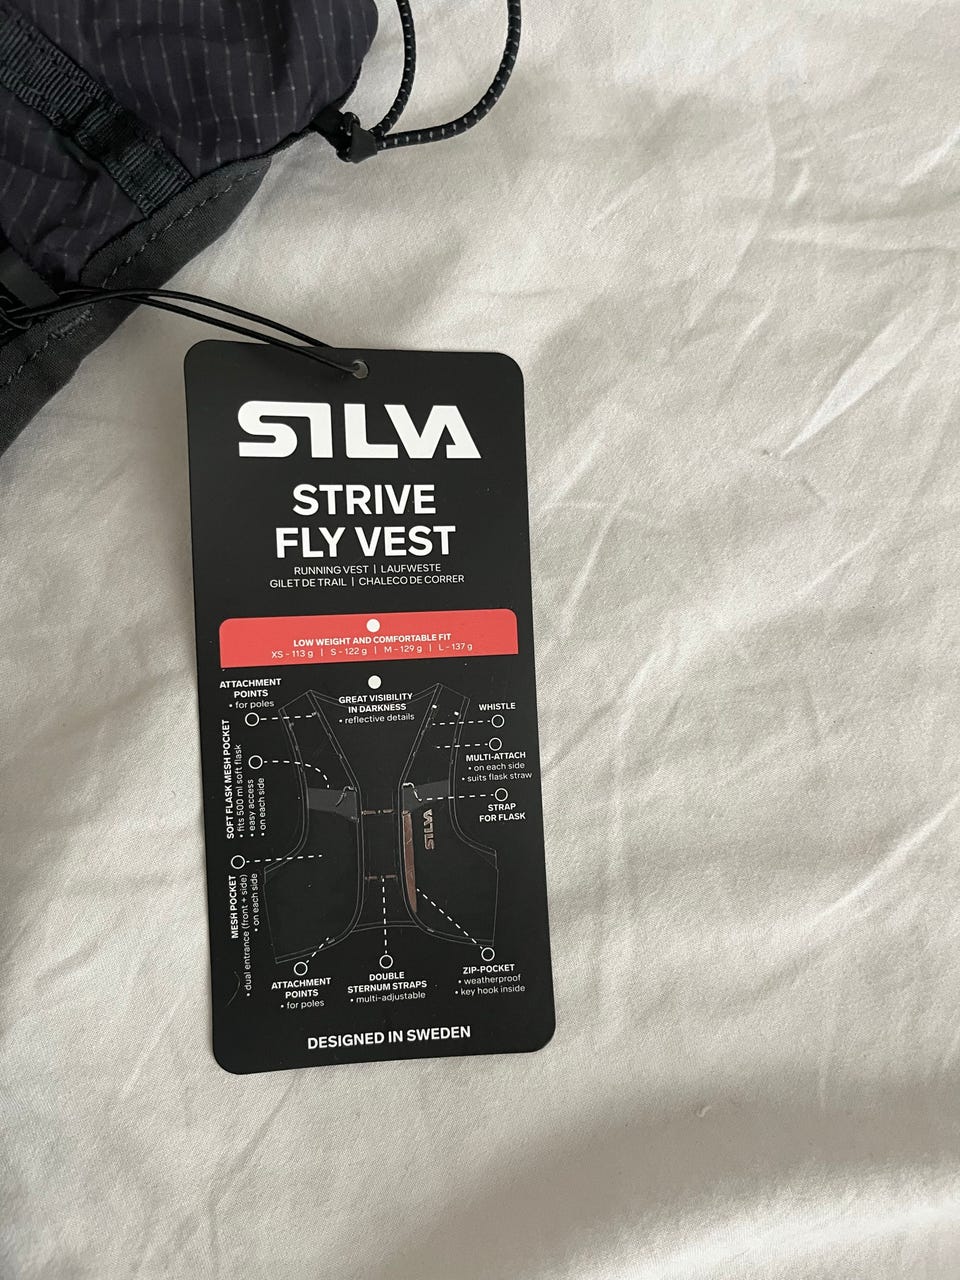 SILVA
STRIVE
FLY VEST
RUNNING VEST | LAUFWESTE
GILET DE TRAIL | CHALECO DE CORRER
LOW WEIGHT AND COMFORTABLE FIT
XS - 113 g | S - 122 g | M - 129 g | L - 137 g
ATTACHMENT
POINTS
• for poles
GREAT VISIBILITY
IN DARKNESS
• reflective details
WHISTLE
MULTI-ATTACH
• on each side
• suits flask straw
STRAP
FOR FLASK
SOFT FLASK MESH POCKET
• fits 500 ml soft flask
• easy access
• on each side
SILVA
MESH POCKET
• dual entrance (front + side)
• on each side
ATTACHMENT
POINTS
• for poles
DOUBLE
STERNUM STRAPS
• multi-adjustable
ZIP-POCKET
• weatherproof
• key hook inside
DESIGNED IN SWEDEN